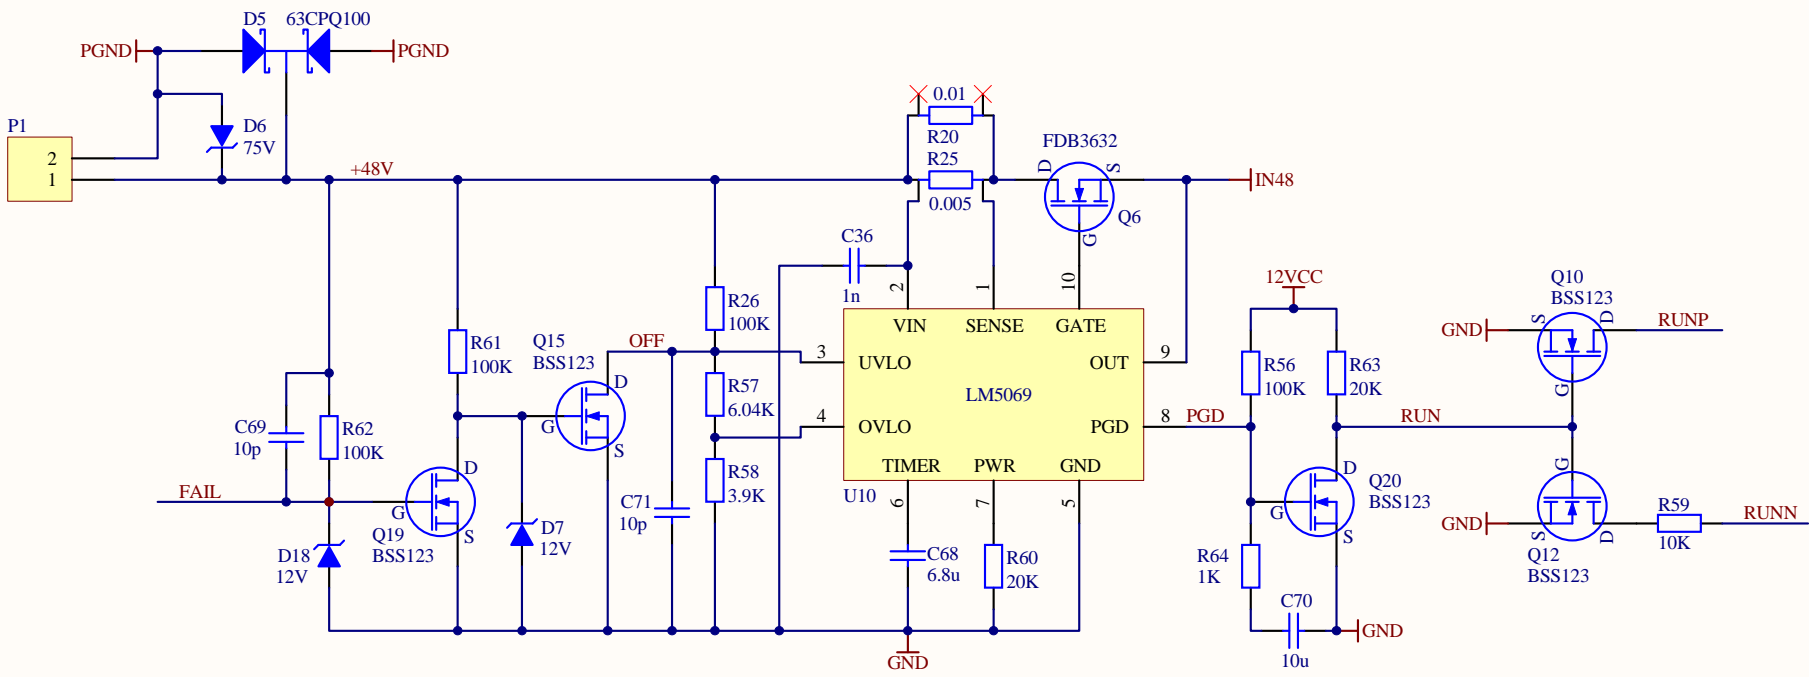 D5 63CPQ100
PGND
PGND
P1
2
1
D6
75V
+48V
0.01
R20
R25
0.005
FDB3632
D
S
G
Q6
IN48
C36
1n
2
1
10
VIN SENSE GATE
3
UVLO
OUT
9
LM5069
4
OVLO
PGD
8
PGD
TIMER PWR GND
U10
6
7
5
R26
100K
OFF
R57
6.04K
R58
3.9K
R61
100K
Q15
BSS123
D
G
S
C69
10p
R62
100K
FAIL
D
G
S
Q19
BSS123
D18
12V
D7
12V
C71
10p
C68
6.8u
R60
20K
GND
12VCC
R56
100K
R63
20K
RUN
D
G
S
Q20
BSS123
R64
1K
C70
10u
GND
Q10
BSS123
GND
S
D
G
RUNP
G
GND
S
D
Q12
BSS123
R59
10K
RUNN